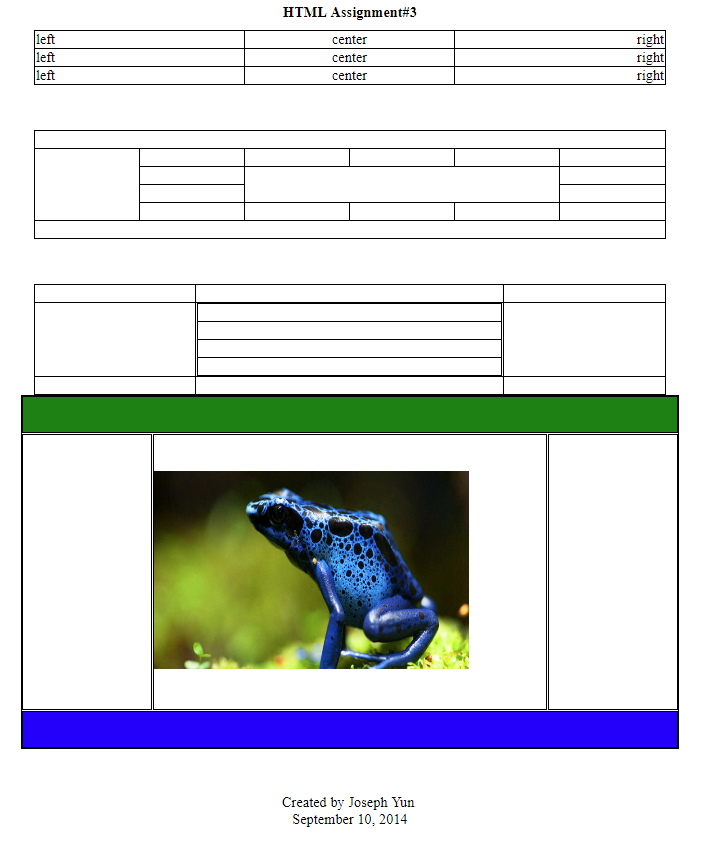 HTML Assignment#3
left center right
left center right
left center right
Created by Joseph Yun
September 10, 2014